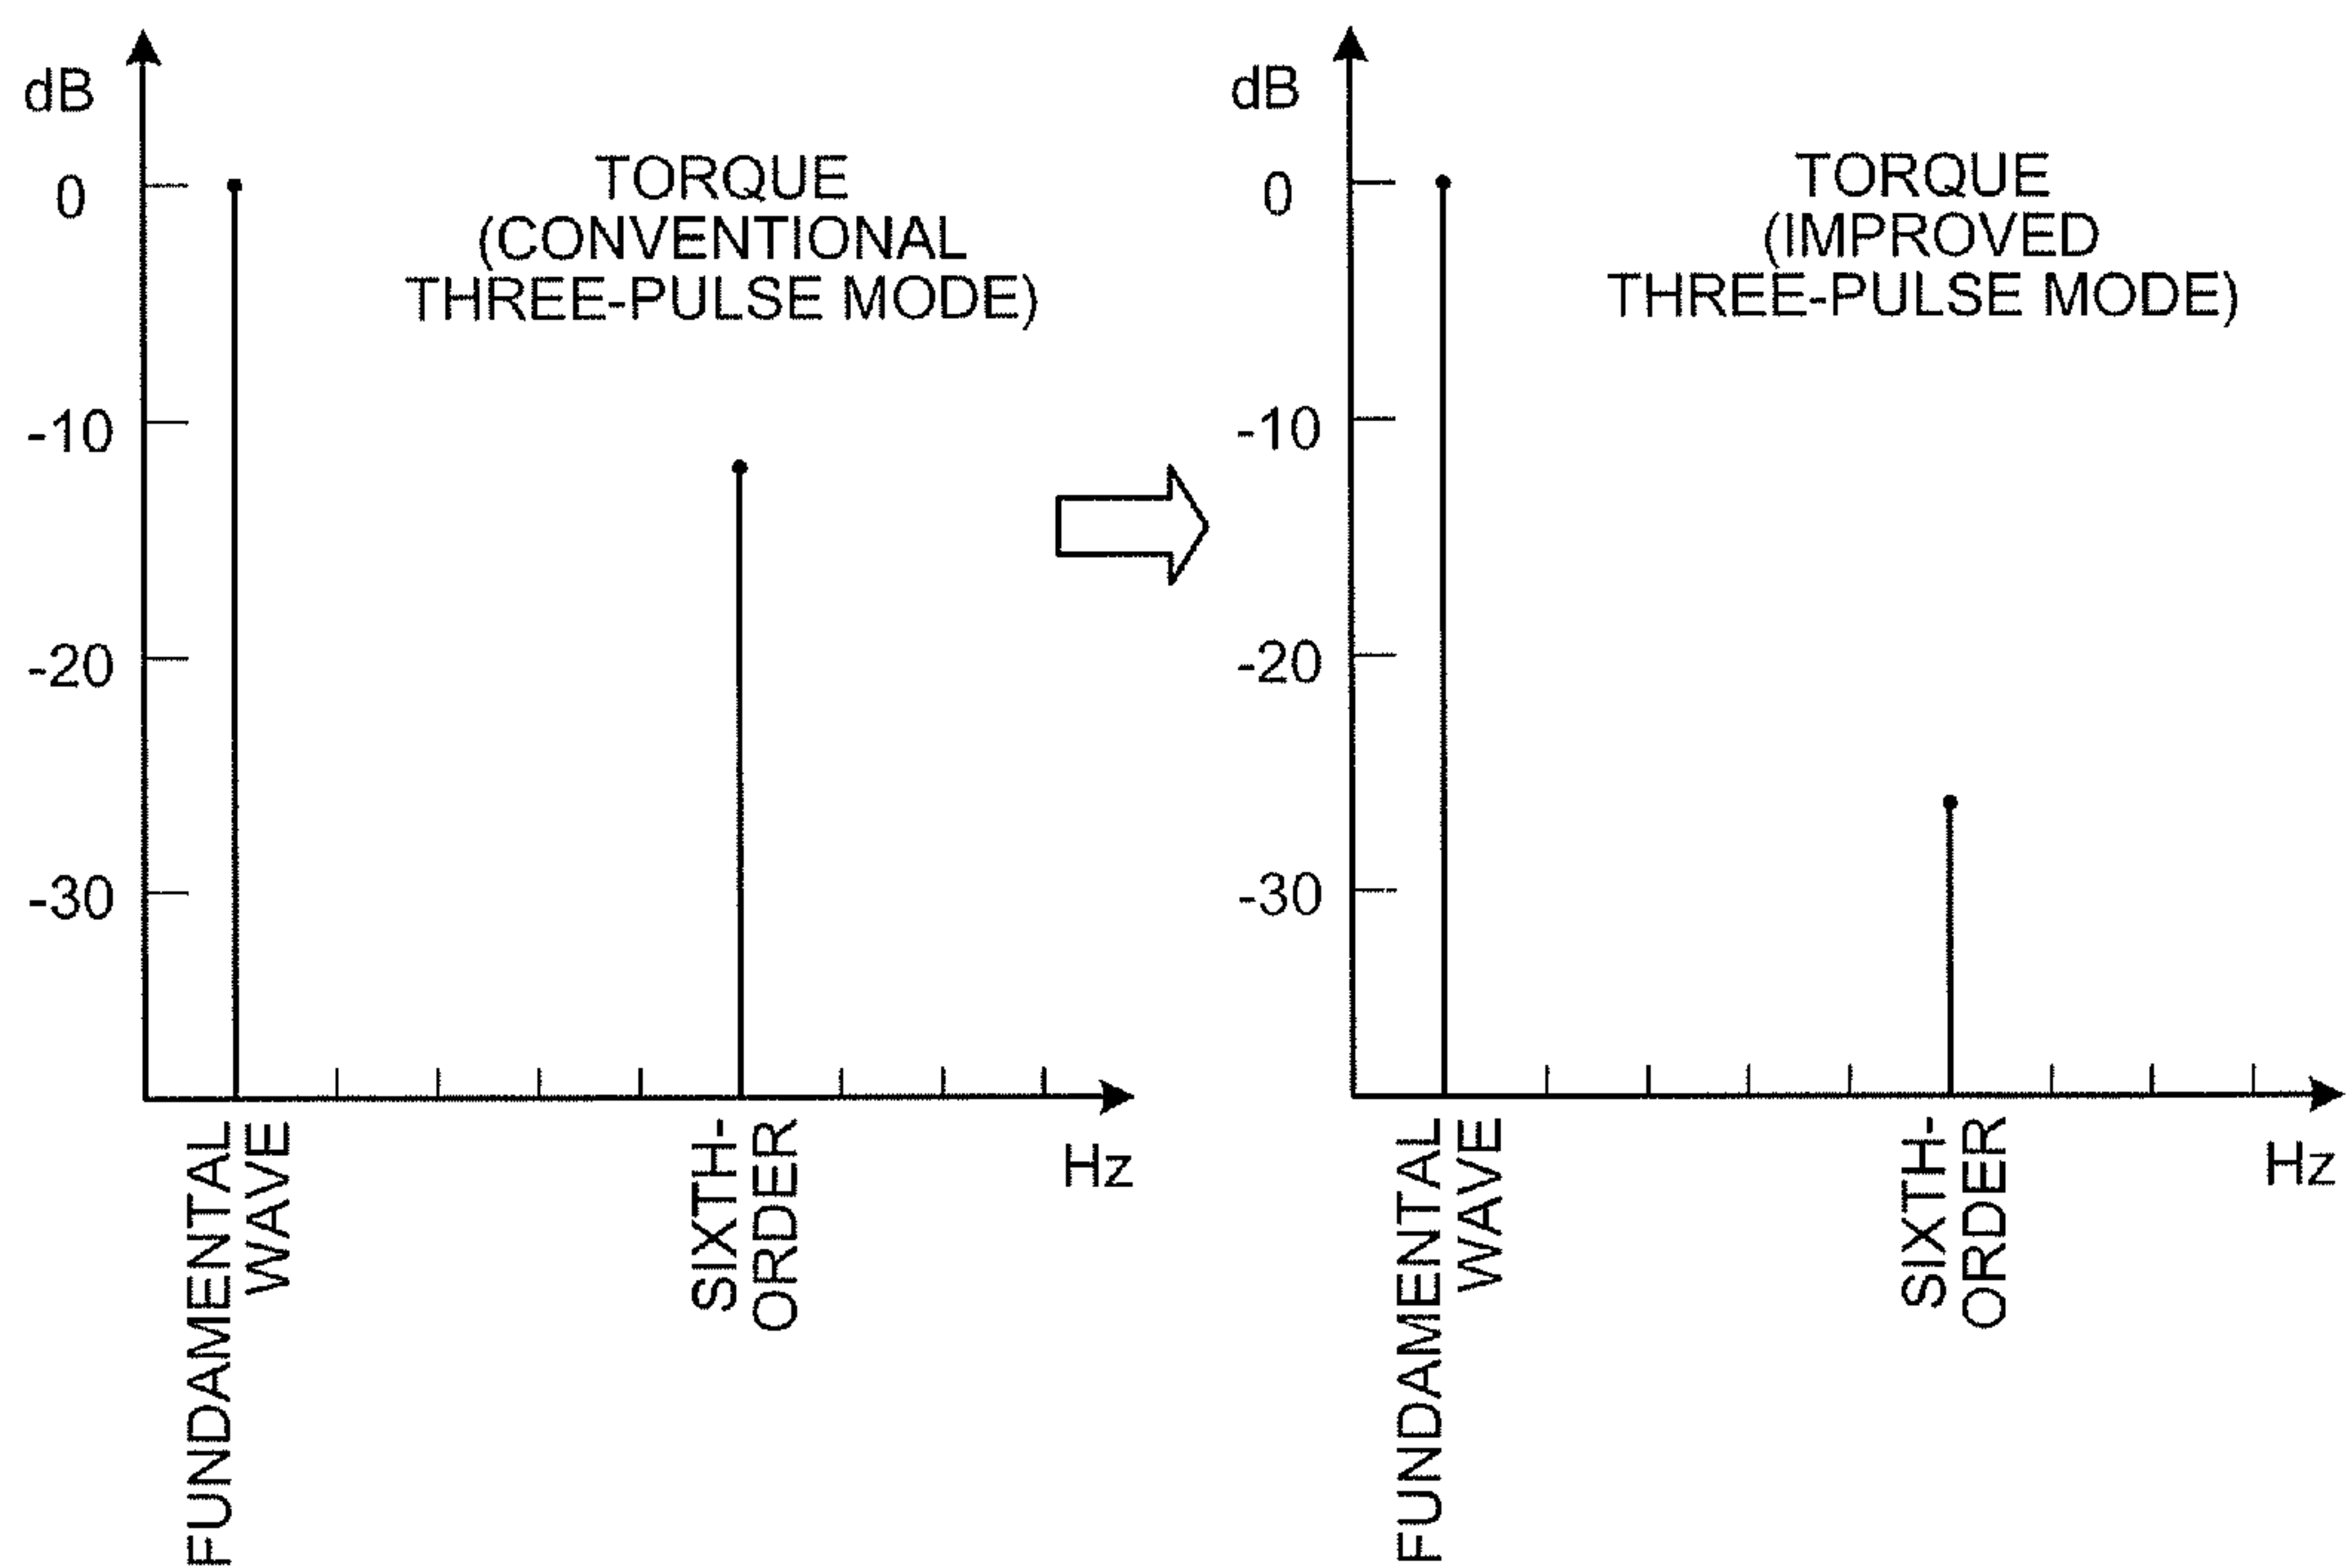 dB
0
-10
-20
-30
TORQUE
(CONVENTIONAL
THREE-PULSE MODE)
FUNDAMENTAL
WAVE
SIXTH-
ORDER
Hz
dB
0
-10
-20
-30
TORQUE
(IMPROVED
THREE-PULSE MODE)
FUNDAMENTAL
WAVE
SIXTH-
ORDER
Hz